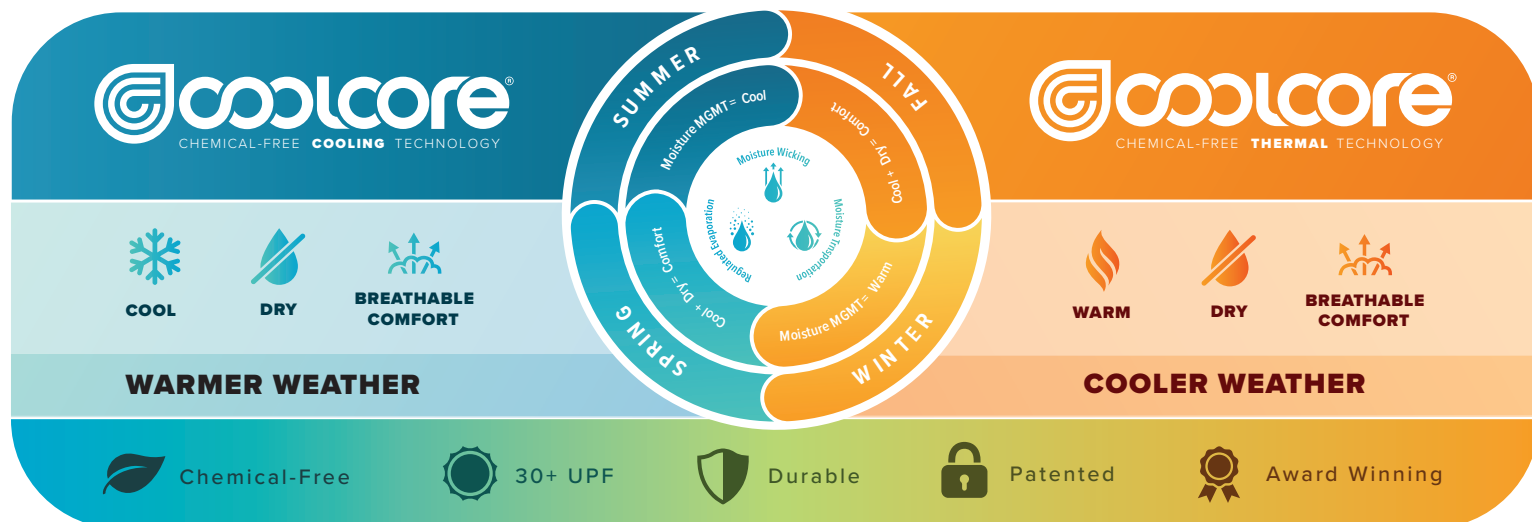 coolcore®
CHEMICAL-FREE COOLING TECHNOLOGY
COOL
DRY
BREATHABLE
COMFORT
WARMER WEATHER
SUMMER
FALL
WINTER
SPRING
Moisture MGMT= Cool
Cool + Dry = Comfort
Moisture MGMT= Warm
Cool + Dry = Comfort
Moisture Wicking
Moisture Trnsportation
Regulated Evaporation
coolcore®
CHEMICAL-FREE THERMAL TECHNOLOGY
WARM
DRY
BREATHABLE
COMFORT
COOLER WEATHER
Chemical-Free
30+ UPF
Durable
Patented
Award Winning